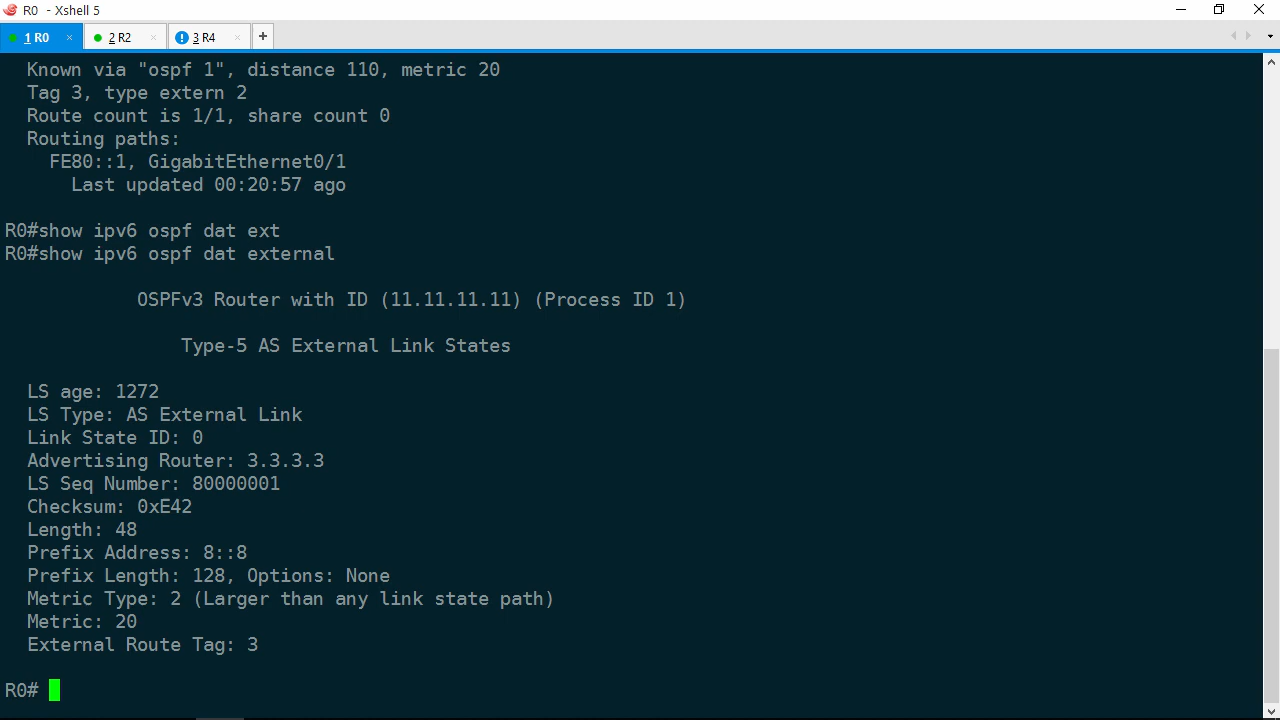 R0 - Xshell 5
1 R0 × 2 R2 × 3 R4 × +
Known via "ospf 1", distance 110, metric 20
Tag 3, type extern 2
Route count is 1/1, share count 0
Routing paths:
FE80::1, GigabitEthernet0/1
Last updated 00:20:57 ago
R0#show ipv6 ospf dat ext
R0#show ipv6 ospf dat external
OSPFv3 Router with ID (11.11.11.11) (Process ID 1)
Type-5 AS External Link States
LS age: 1272
LS Type: AS External Link
Link State ID: 0
Advertising Router: 3.3.3.3
LS Seq Number: 80000001
Checksum: 0xE42
Length: 48
Prefix Address: 8::8
Prefix Length: 128, Options: None
Metric Type: 2 (Larger than any link state path)
Metric: 20
External Route Tag: 3
R0#